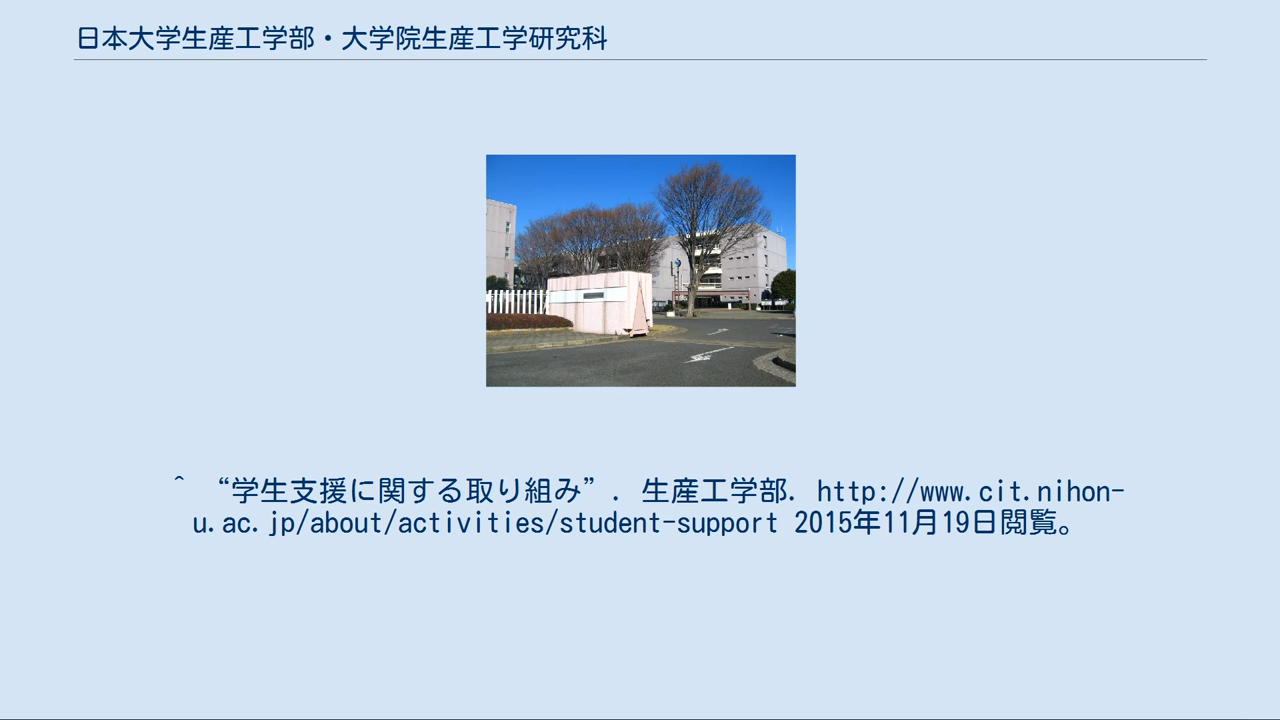 日本大学生産工学部・大学院生産工学研究科
^ “学生支援に関する取り組み”. 生産工学部. http://www.cit.nihon-
u.ac.jp/about/activities/student-support 2015年11月19日閲覧。